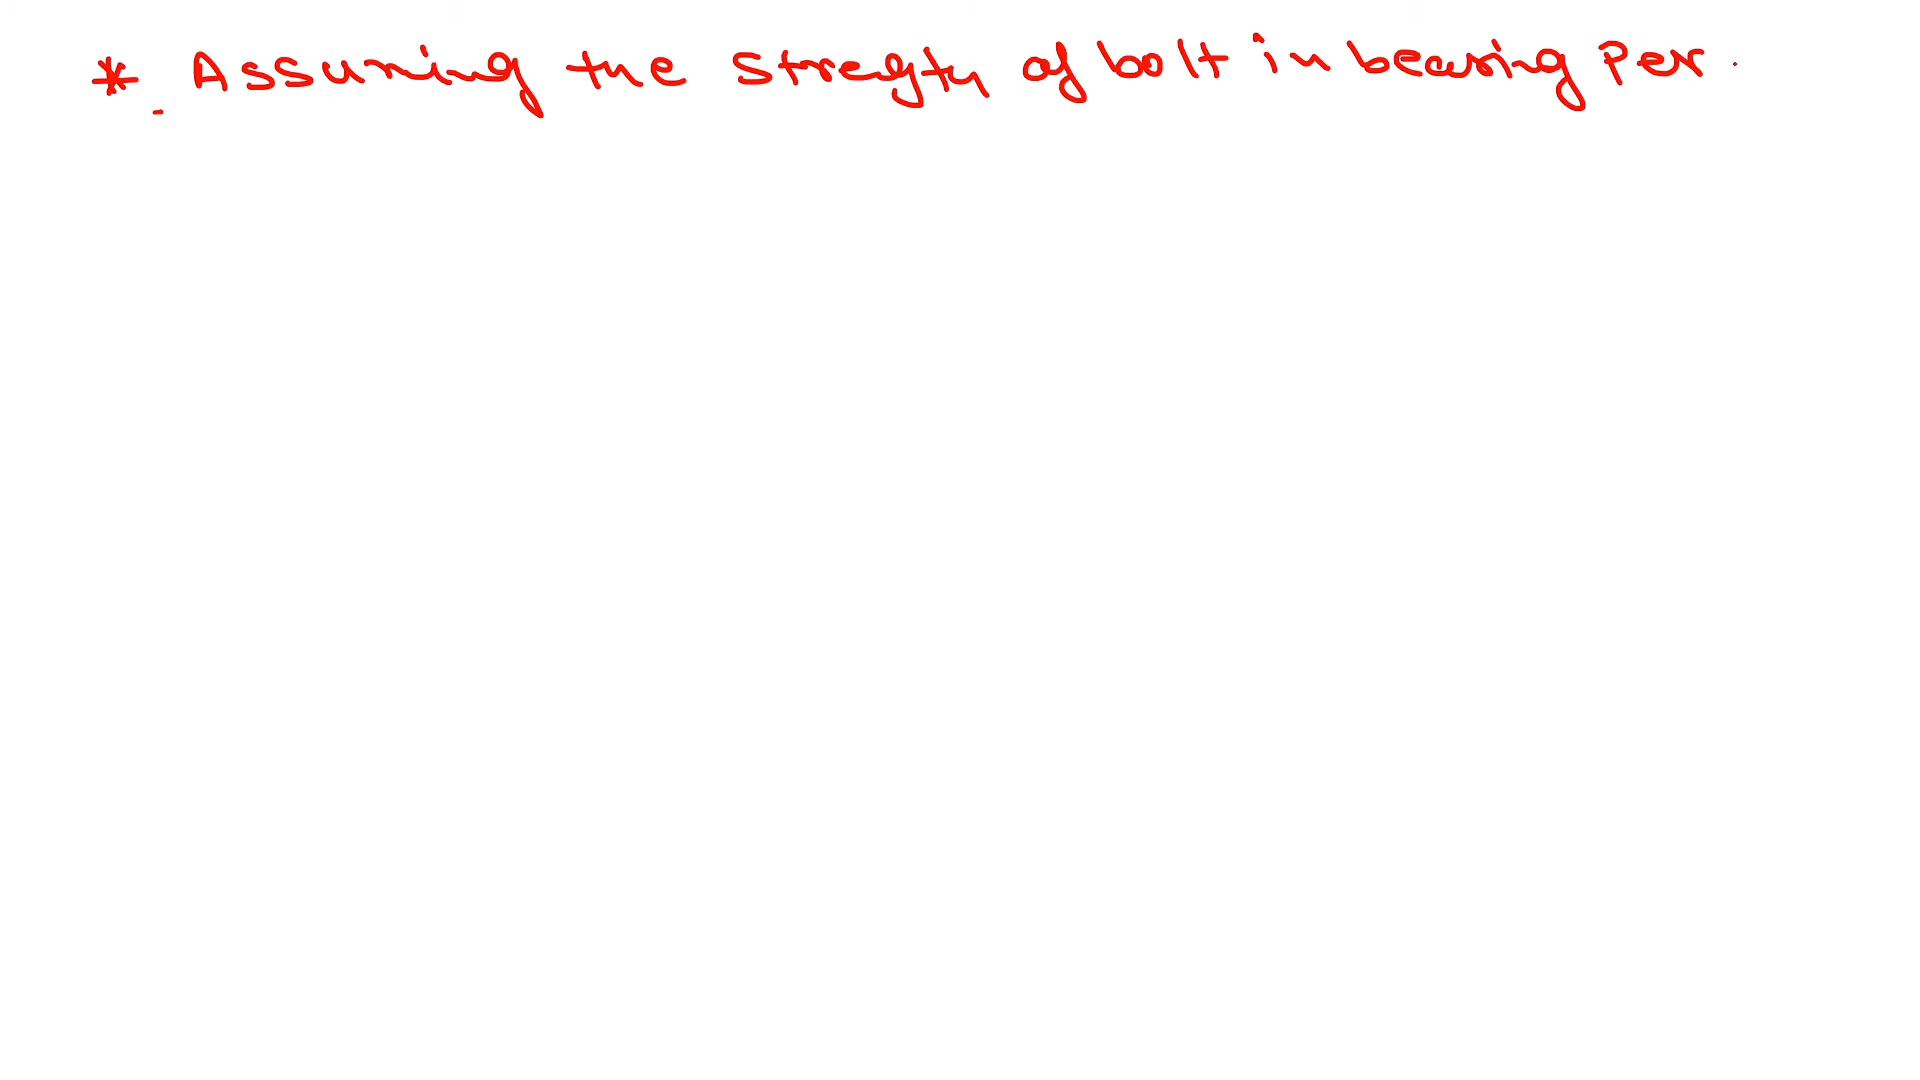 * Assuming the strength of bolt in bearing Per